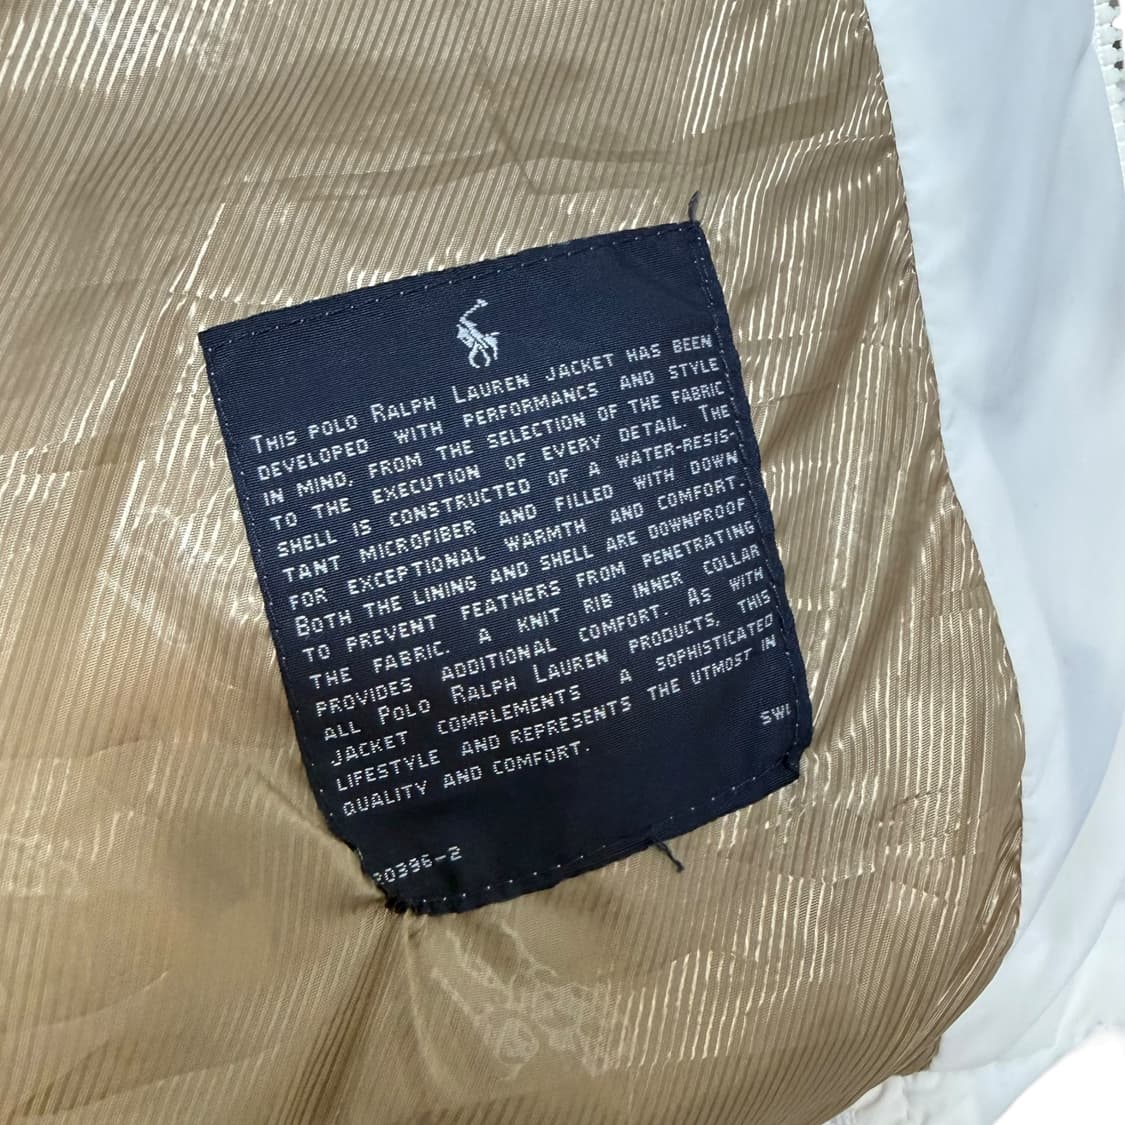 THIS POLO RALPH LAUREN JACKET HAS BEEN
DEVELOPED WITH PERFORMANCS AND STYLE
IN MIND, FROM THE SELECTION OF THE FABRIC
TO THE EXECUTION OF EVERY DETAIL. THE
SHELL IS CONSTRUCTED OF A WATER-RESIS-
TANT MICROFIBER AND FILLED WITH DOWN
FOR EXCEPTIONAL WARMTH AND COMFORT.
BOTH THE LINING AND SHELL ARE DOWNPROOF
TO PREVENT FEATHERS FROM PENETRATING
THE FABRIC. A KNIT RIB INNER COLLAR
PROVIDES ADDITIONAL COMFORT. AS WITH
ALL POLO RALPH LAUREN PRODUCTS, THIS
JACKET COMPLEMENTS A SOPHISTICATED
LIFESTYLE AND REPRESENTS THE UTMOST IN
QUALITY AND COMFORT.
SWI
20396-2